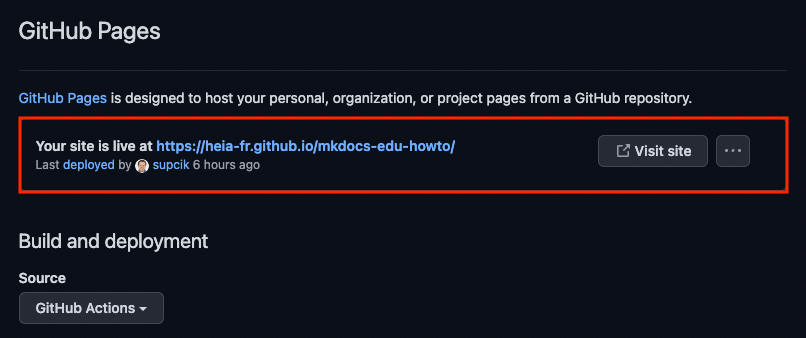 GitHub Pages
GitHub Pages is designed to host your personal, organization, or project pages from a GitHub repository.
Your site is live at https://heia-fr.github.io/mkdocs-edu-howto/
Last deployed by supcik 6 hours ago
Visit site
Build and deployment
Source
GitHub Actions